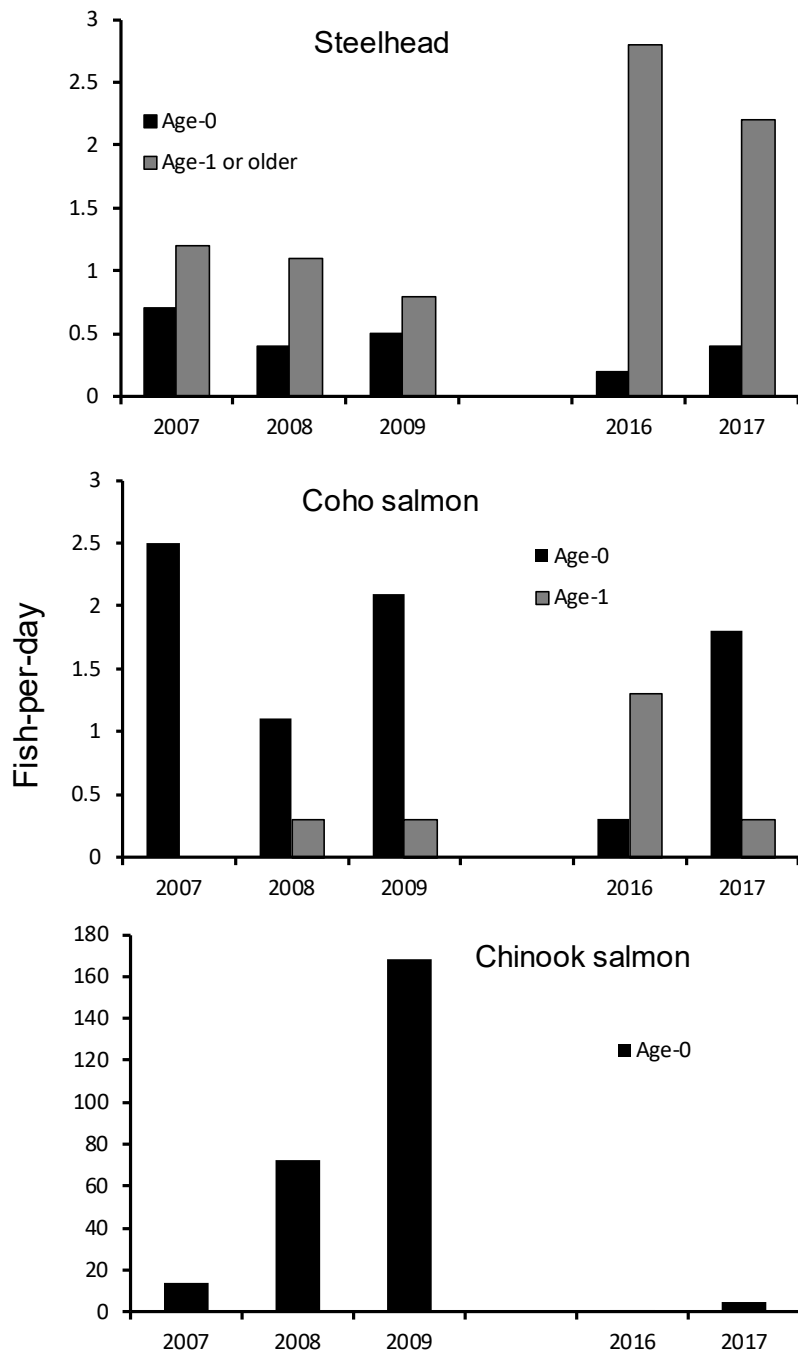 Steelhead
3
2.5
2
1.5
1
0.5
0
Age-0
Age-1 or older
2007 2008 2009 2016 2017
Fish-per-day
Coho salmon
3
2.5
2
1.5
1
0.5
0
Age-0
Age-1
2007 2008 2009 2016 2017
Chinook salmon
180
160
140
120
100
80
60
40
20
0
Age-0
2007 2008 2009 2016 2017